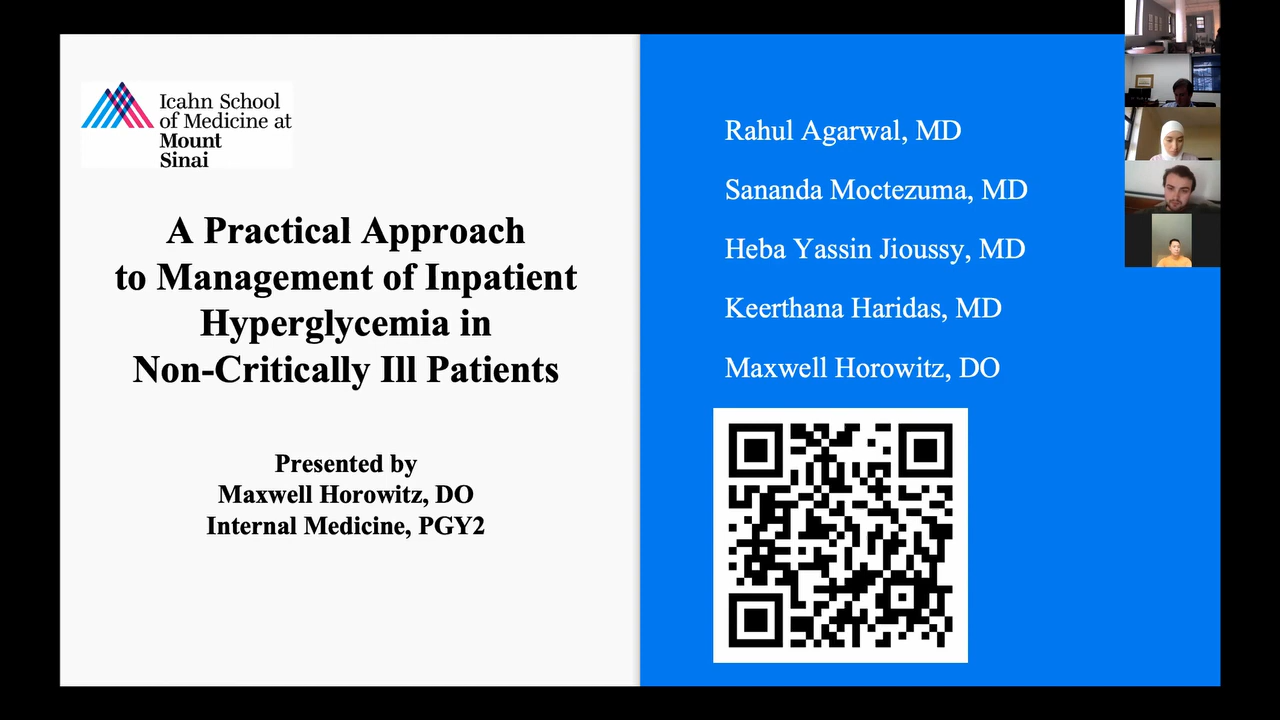 Icahn School
of Medicine at
Mount
Sinai
A Practical Approach
to Management of Inpatient
Hyperglycemia in
Non-Critically Ill Patients
Presented by
Maxwell Horowitz, DO
Internal Medicine, PGY2
Rahul Agarwal, MD
Sananda Moctezuma, MD
Heba Yassin Jioussy, MD
Keerthana Haridas, MD
Maxwell Horowitz, DO